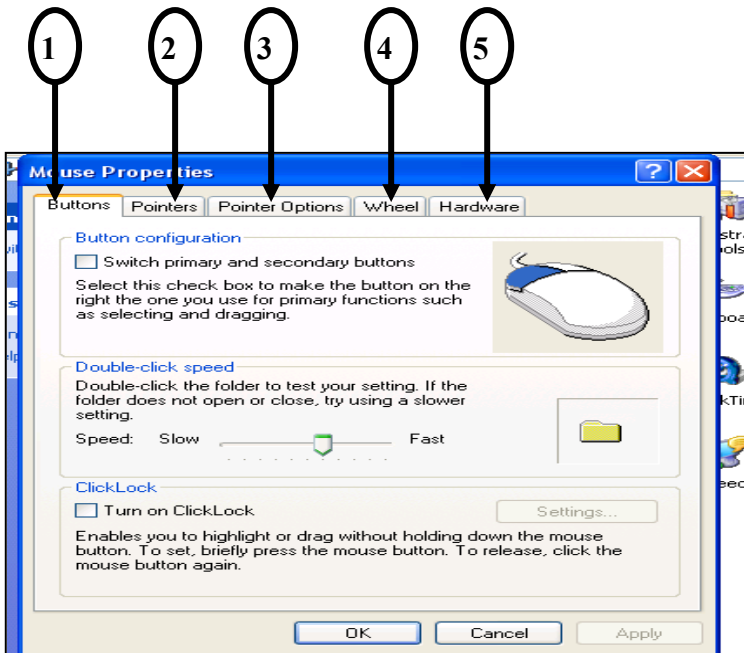 1 2 3 4 5
Mouse Properties
Buttons Pointers Pointer Options Wheel Hardware
Button configuration
Switch primary and secondary buttons
Select this check box to make the button on the
right the one you use for primary functions such
as selecting and dragging.
Double-click speed
Double-click the folder to test your setting. If the
folder does not open or close, try using a slower
setting.
Speed: Slow Fast
ClickLock
Turn on ClickLock Settings...
Enables you to highlight or drag without holding down the mouse
button. To set, briefly press the mouse button. To release, click the
mouse button again.
OK Cancel Apply